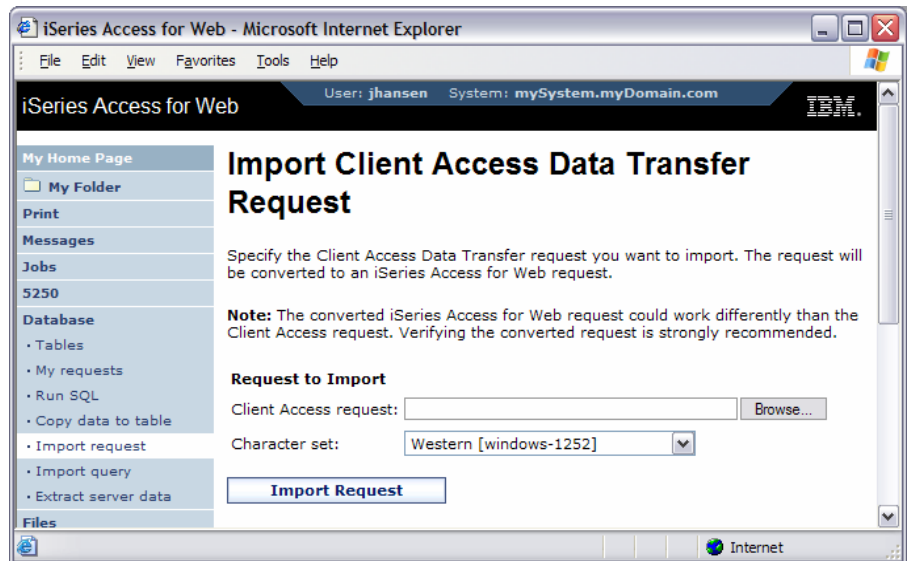 iSeries Access for Web - Microsoft Internet Explorer
File Edit View Favorites Tools Help
iSeries Access for Web
User: jhansen System: mySystem.myDomain.com
IBM.
My Home Page
My Folder
Print
Messages
Jobs
5250
Database
• Tables
• My requests
• Run SQL
• Copy data to table
• Import request
• Import query
• Extract server data
Files
Import Client Access Data Transfer
Request
Specify the Client Access Data Transfer request you want to import. The request will
be converted to an iSeries Access for Web request.
Note: The converted iSeries Access for Web request could work differently than the
Client Access request. Verifying the converted request is strongly recommended.
Request to Import
Client Access request:
Browse...
Character set: Western [windows-1252]
Import Request
Internet